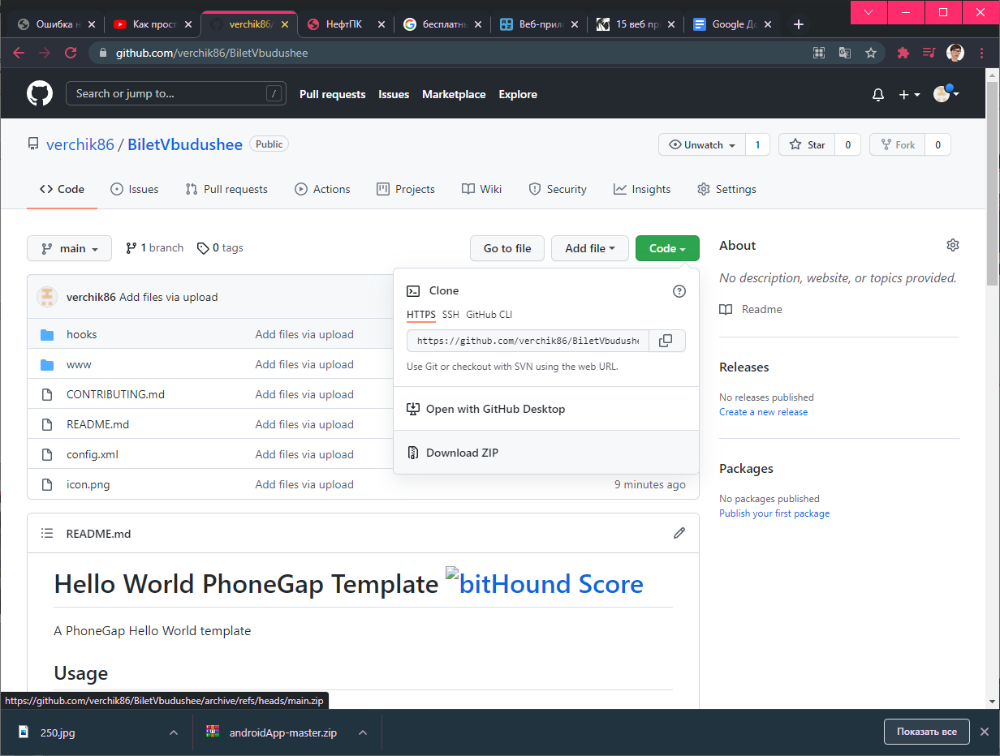 Ошибка н
Как прост
verchik86/
НефтПК
бесплатнь
Веб-прил
15 веб пр
Google До
github.com/verchik86/BiletVbudushee
Search or jump to...
/
Pull requests
Issues
Marketplace
Explore
verchik86 / BiletVbudushee
Public
Unwatch
1
Star
0
Fork
0
Code
Issues
Pull requests
Actions
Projects
Wiki
Security
Insights
Settings
main
1 branch
0 tags
Go to file
Add file
Code
verchik86 Add files via upload
hooks
Add files via upload
www
Add files via upload
CONTRIBUTING.md
Add files via upload
README.md
Add files via upload
config.xml
Add files via upload
icon.png
Add files via upload
9 minutes ago
Clone
HTTPS
SSH
GitHub CLI
https://github.com/verchik86/BiletVbudushe
Use Git or checkout with SVN using the web URL.
Open with GitHub Desktop
Download ZIP
About
No description, website, or topics provided.
Readme
Releases
No releases published
Create a new release
Packages
No packages published
Publish your first package
README.md
Hello World PhoneGap Template bitHound Score
A PhoneGap Hello World template
Usage
https://github.com/verchik86/BiletVbudushee/archive/refs/heads/main.zip
250.jpg
androidApp-master.zip
Показать все